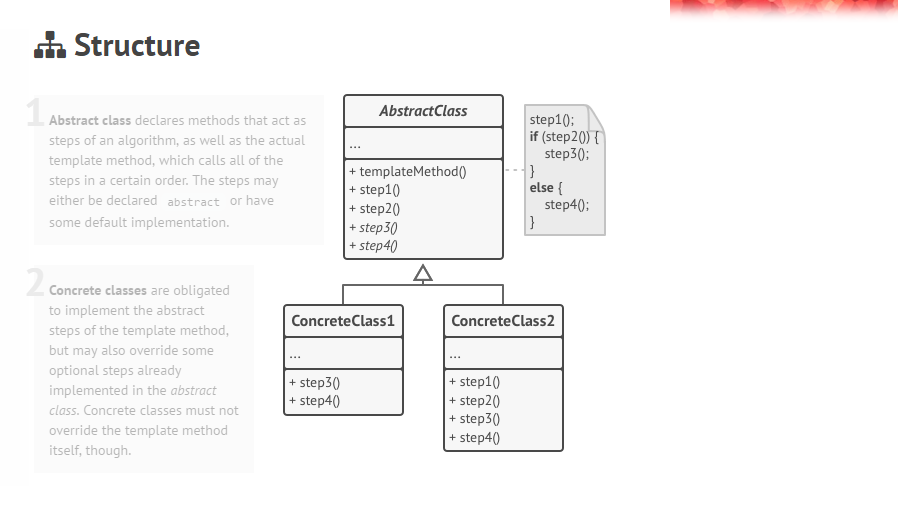 Structure
1
Abstract class declares methods that act as
steps of an algorithm, as well as the actual
template method, which calls all of the
steps in a certain order. The steps may
either be declared abstract or have
some default implementation.
2
Concrete classes are obligated
to implement the abstract
steps of the template method,
but may also override some
optional steps already
implemented in the abstract
class. Concrete classes must not
override the template method
itself, though.
AbstractClass
...
+ templateMethod()
+ step1()
+ step2()
+ step3()
+ step4()
step1();
if (step2()) {
step3();
}
else {
step4();
}
ConcreteClass1
...
+ step3()
+ step4()
ConcreteClass2
...
+ step1()
+ step2()
+ step3()
+ step4()